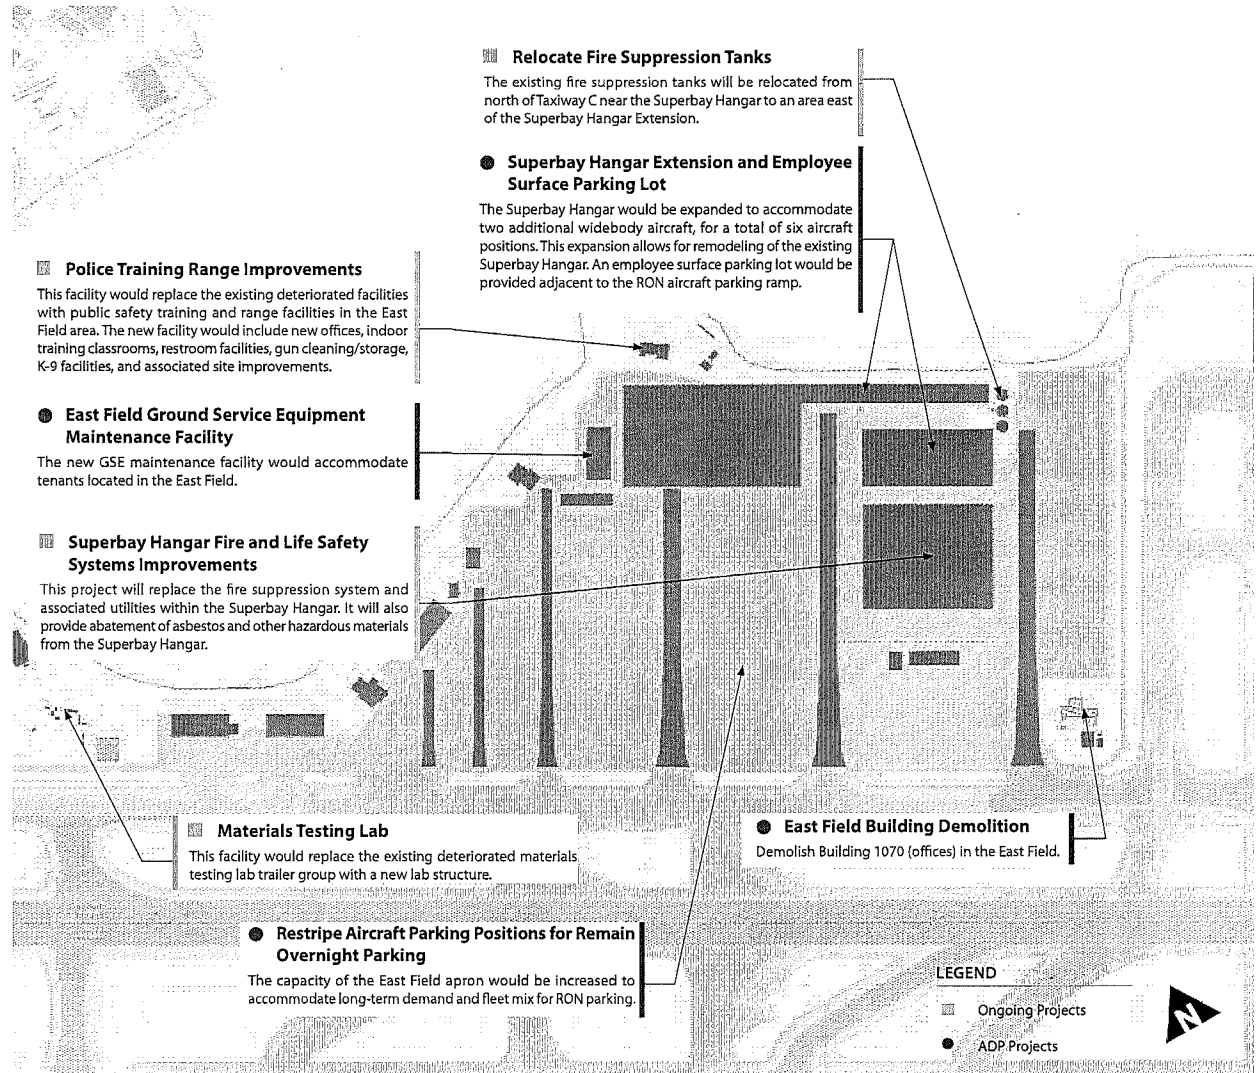 Relocate Fire Suppression Tanks
The existing fire suppression tanks will be relocated from
north of Taxiway C near the Superbay Hangar to an area east
of the Superbay Hangar Extension.
Superbay Hangar Extension and Employee
Surface Parking Lot
The Superbay Hangar would be expanded to accommodate
two additional widebody aircraft, for a total of six aircraft
positions. This expansion allows for remodeling of the existing
Superbay Hangar. An employee surface parking lot would be
provided adjacent to the RON aircraft parking ramp.
Police Training Range Improvements
This facility would replace the existing deteriorated facilities
with public safety training and range facilities in the East
Field area. The new facility would include new offices, indoor
training classrooms, restroom facilities, gun cleaning/storage,
K-9 facilities, and associated site improvements.
East Field Ground Service Equipment
Maintenance Facility
The new GSE maintenance facility would accommodate
tenants located in the East Field.
Superbay Hangar Fire and Life Safety
Systems Improvements
This project will replace the fire suppression system and
associated utilities within the Superbay Hangar. It will also
provide abatement of asbestos and other hazardous materials
from the Superbay Hangar.
Materials Testing Lab
This facility would replace the existing deteriorated materials
testing lab trailer group with a new lab structure.
East Field Building Demolition
Demolish Building 1070 (offices) in the East Field.
Restripe Aircraft Parking Positions for Remain
Overnight Parking
The capacity of the East Field apron would be increased to
accommodate long-term demand and fleet mix for RON parking.
LEGEND
Ongoing Projects
ADP Projects
N